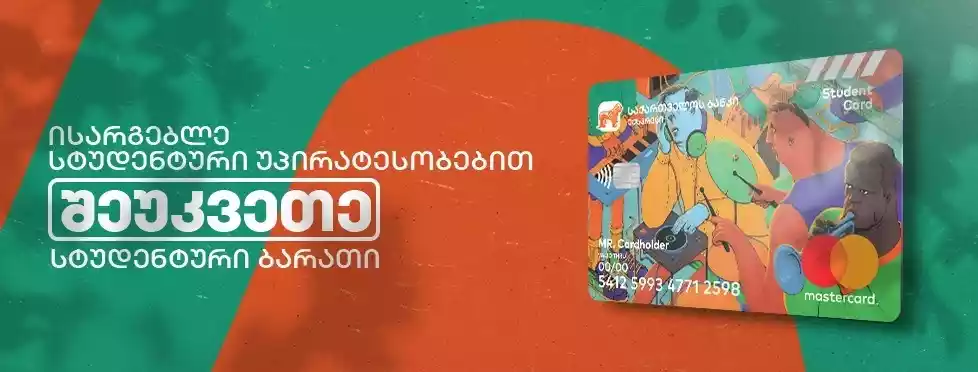 ისარგებლე
სტუდენტური უპირატესობებით
შეუკვეთე
სტუდენტური ბარათი
საქართველოს ბანკი
Student
Card
MR. Cardholder
00/00
5412 5993 4771 2598
mastercard.